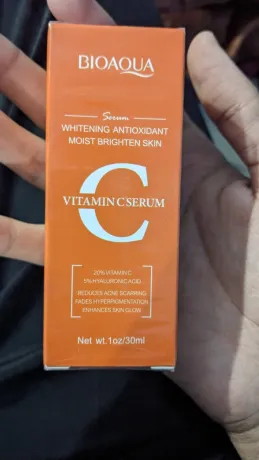 BIOAQUA
Serum
WHITENING ANTIOXIDANT
MOIST BRIGHTEN SKIN
C
VITAMIN C SERUM
20% VITAMIN C
1% HYALURONIC ACID
REDUCES ACNE SCARRING
FADES HYPERPIGMENTATION
ENHANCES SKIN GLOW
Net wt.1oz/30ml